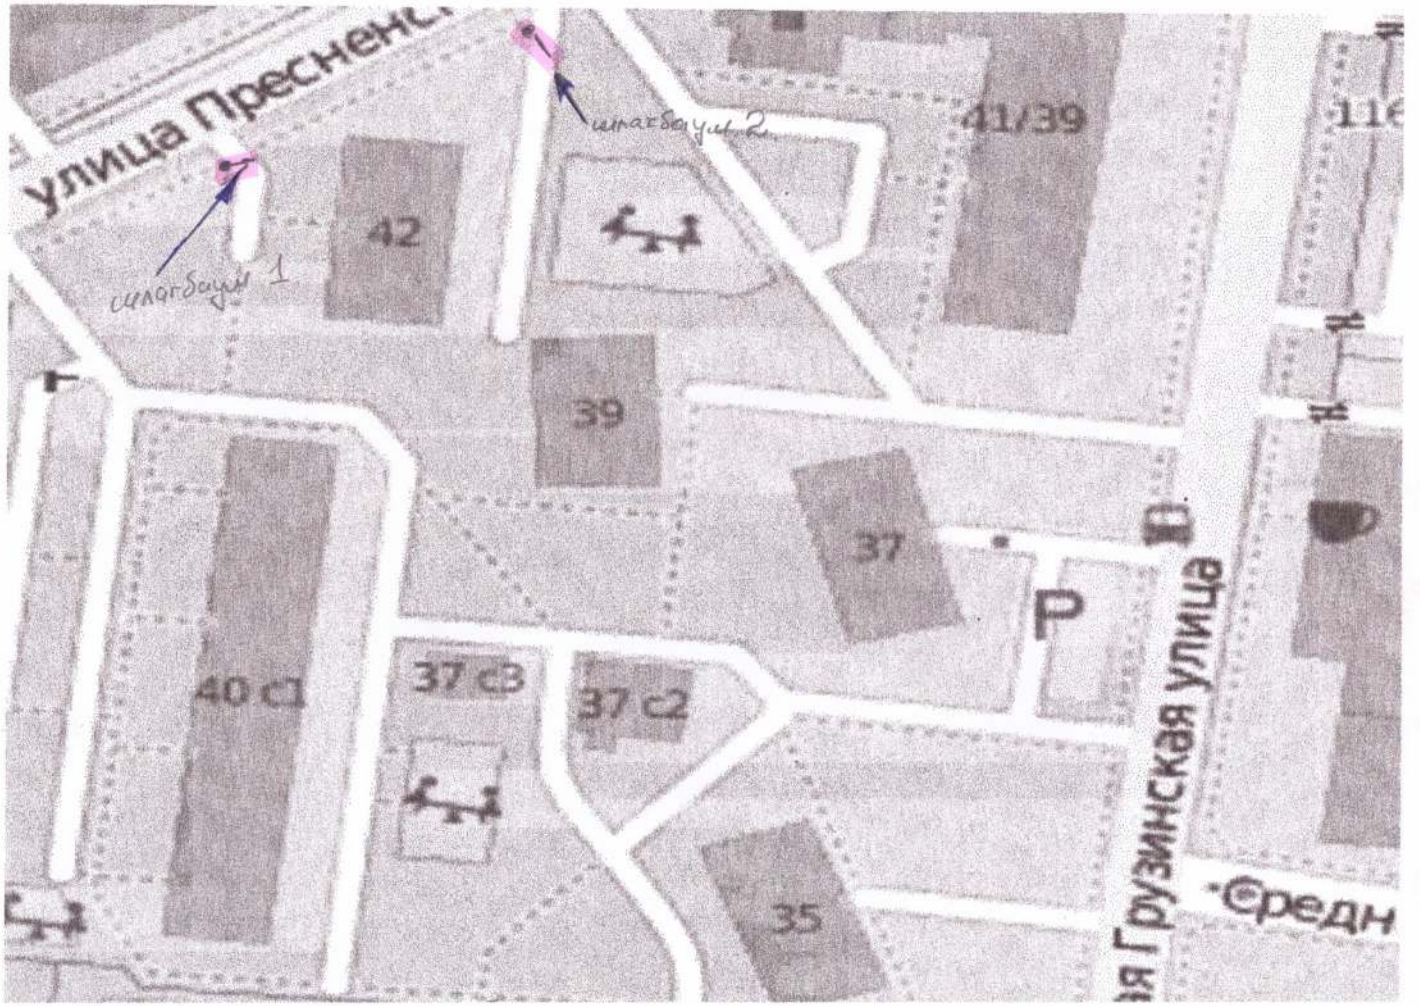 улица Пресненс
шлагбаум 2
41/39
116
42
шлагбаум 1
39
37
P
37 с3
37 с2
40 с1
35
ая Грузинская улица
Средн